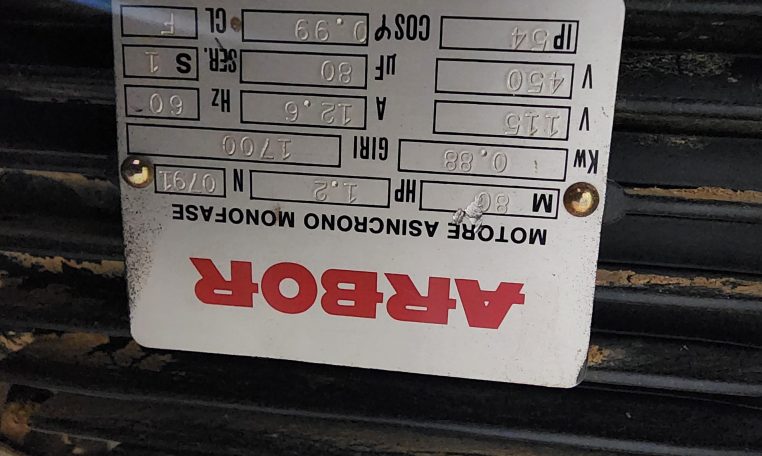 ARBOR
MOTORE ASINCRONO MONOFASE
M 80 HP 1.2 N 0791
Kw 0.88 GIRI 1700
V 115 A 12.6 Hz 60
V 450 µF 80 SER. S 1
IP 54 COSφ 0.99 CL F